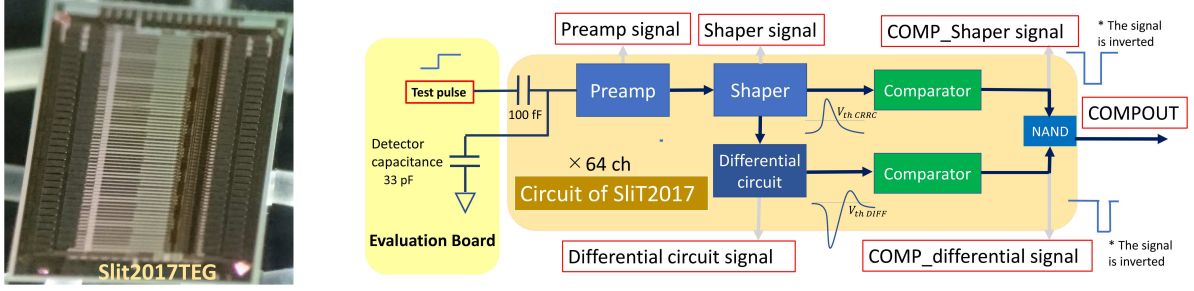 Slit2017TEG
Preamp signal
Shaper signal
COMP_Shaper signal
* The signal
is inverted
Test pulse
100 fF
Preamp
Shaper
Comparator
V_th CRRC
COMPOUT
NAND
Detector
capacitance
33 pF
× 64 ch
Circuit of SliT2017
Differential
circuit
Comparator
V_th DIFF
Evaluation Board
Differential circuit signal
COMP_differential signal
* The signal
is inverted